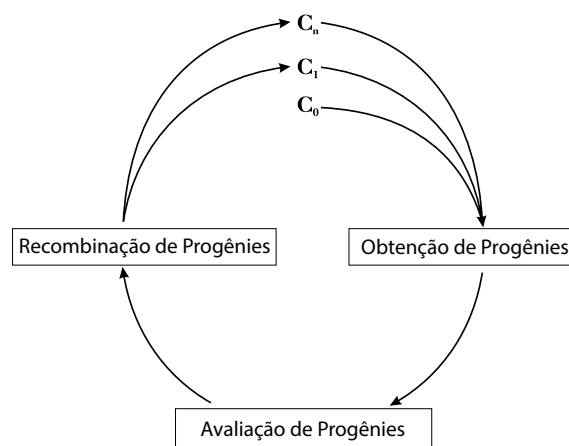 Cn
C1
C0
Recombinação de Progênies
Obtenção de Progênies
Avaliação de Progênies